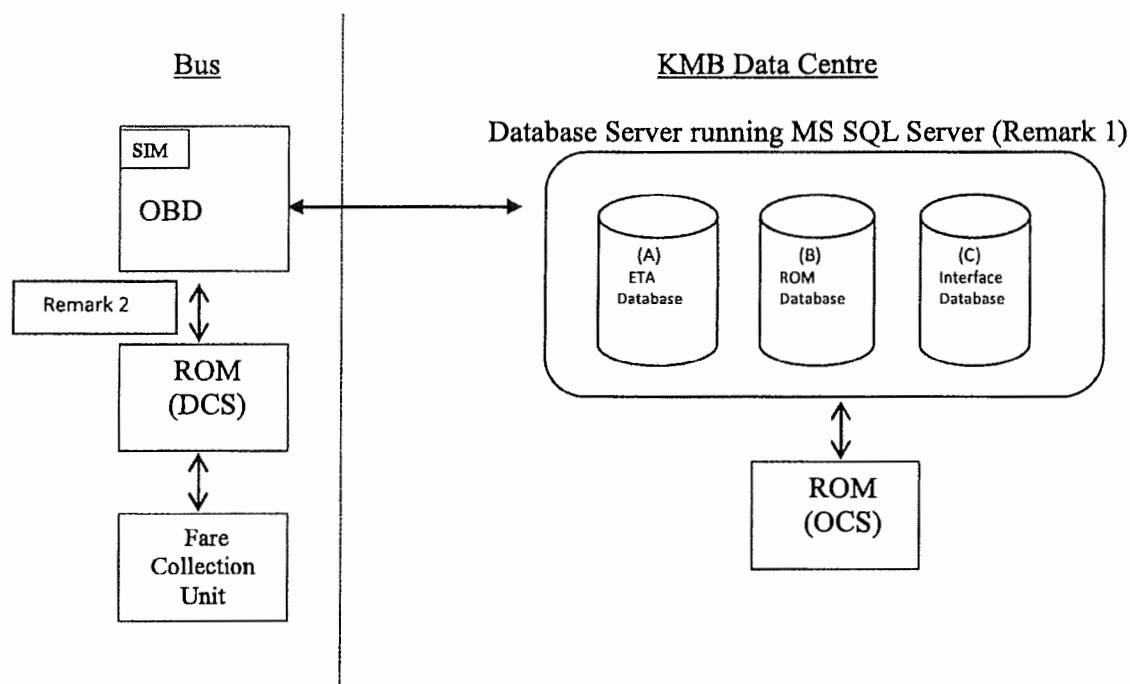 Bus
SIM
OBD
Remark 2
ROM
(DCS)
Fare
Collection
Unit
KMB Data Centre
Database Server running MS SQL Server (Remark 1)
(A)
ETA
Database
(B)
ROM
Database
(C)
Interface
Database
ROM
(OCS)